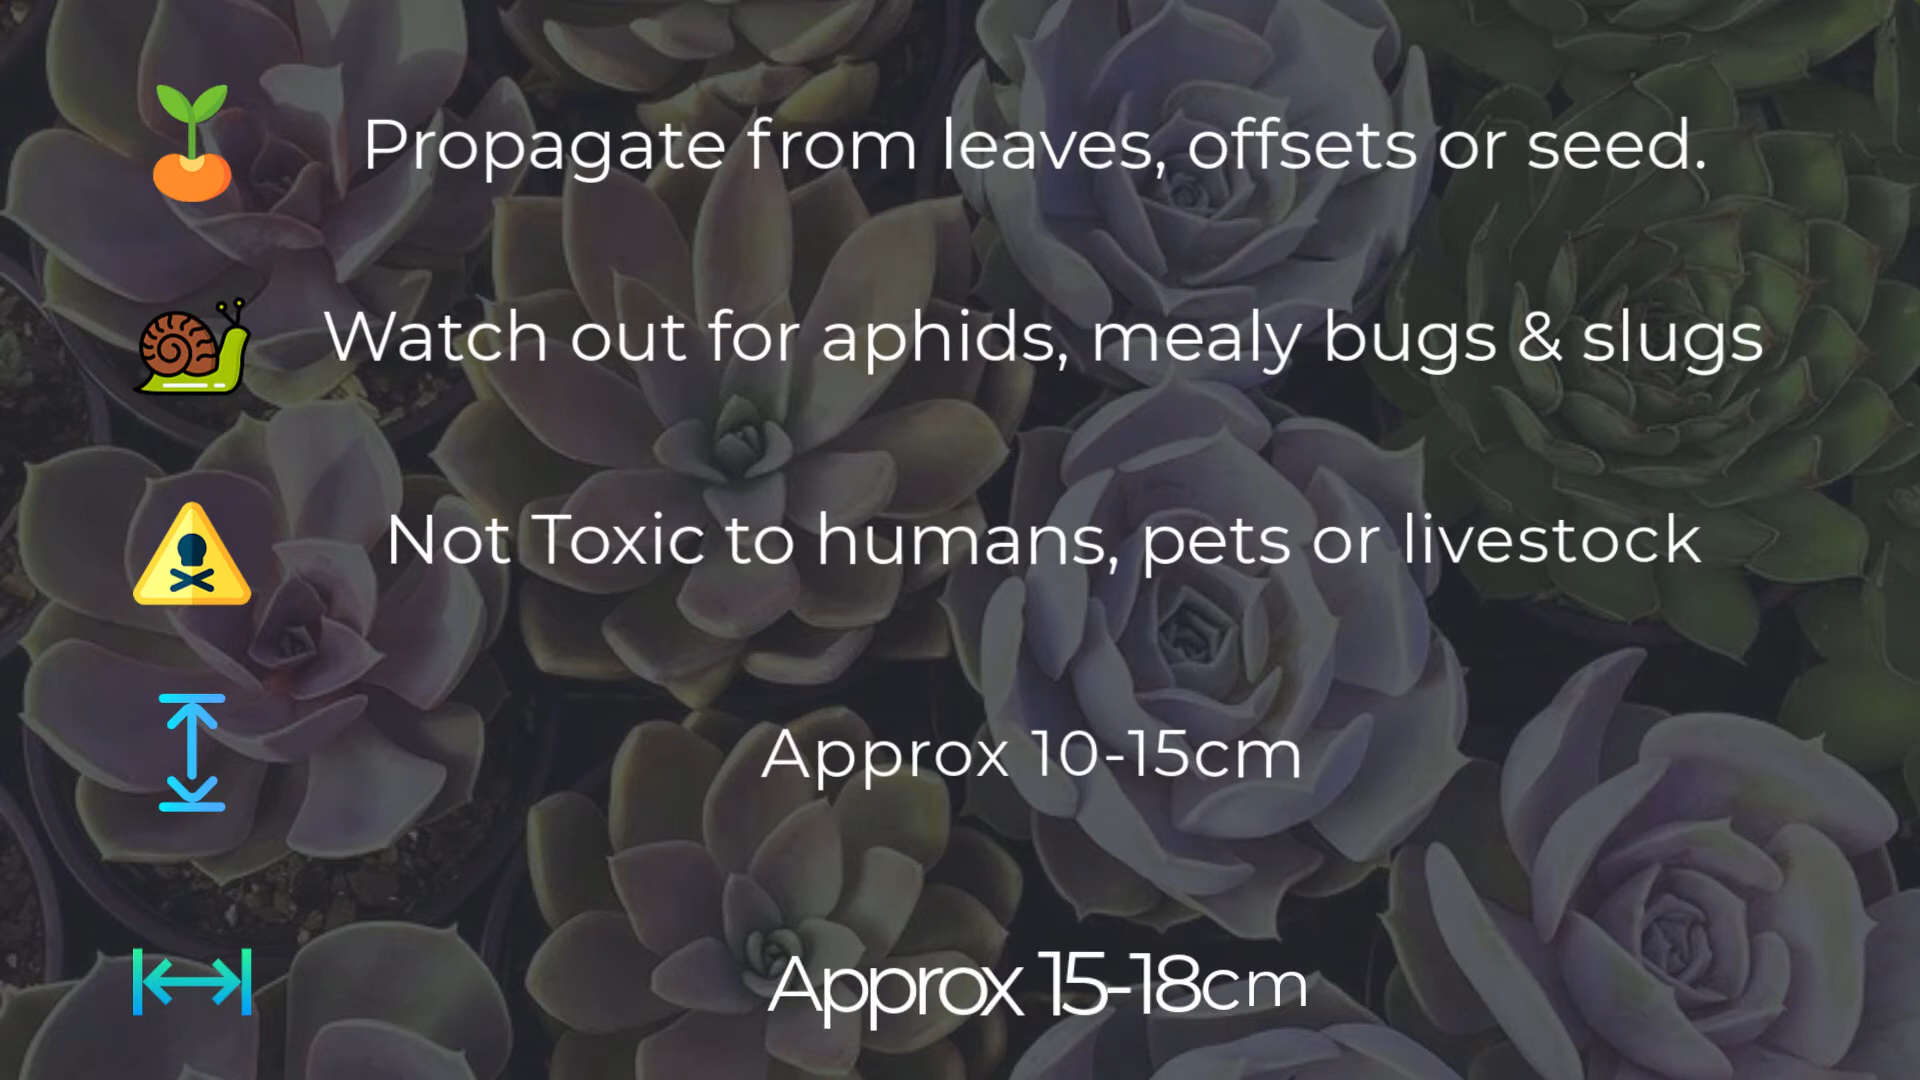 Propagate from leaves, offsets or seed.
Watch out for aphids, mealy bugs & slugs
Not Toxic to humans, pets or livestock
Approx 10-15cm
Approx 15-18cm